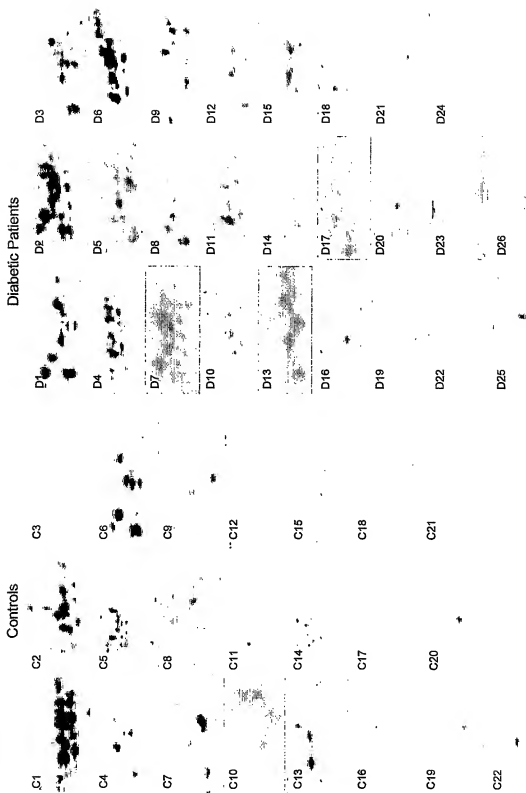 Controls Diabetic Patients
C1 C2 C3 D1 D2 D3
C4 C5 C6 D4 D5 D6
C7 C8 C9 D7 D8 D9
C10 C11 C12 D10 D11 D12
C13 C14 C15 D13 D14 D15
C16 C17 C18 D16 D17 D18
C19 C20 C21 D19 D20 D21
C22 D22 D23 D24
D25 D26